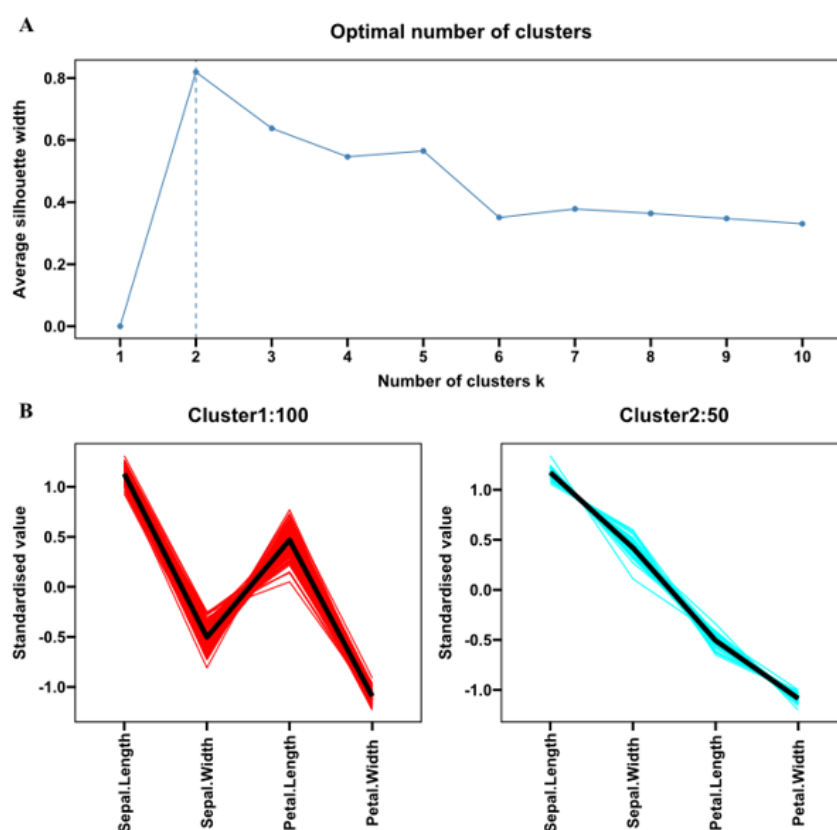 A
Optimal number of clusters
Average silhouette width
0.8
0.6
0.4
0.2
0.0
1 2 3 4 5 6 7 8 9 10
Number of clusters k
B
Cluster1:100
Standardised value
1.0
0.5
0.0
-0.5
-1.0
Sepal.Length
Sepal.Width
Petal.Length
Petal.Width
Cluster2:50
Standardised value
1.0
0.5
0.0
-0.5
-1.0
Sepal.Length
Sepal.Width
Petal.Length
Petal.Width